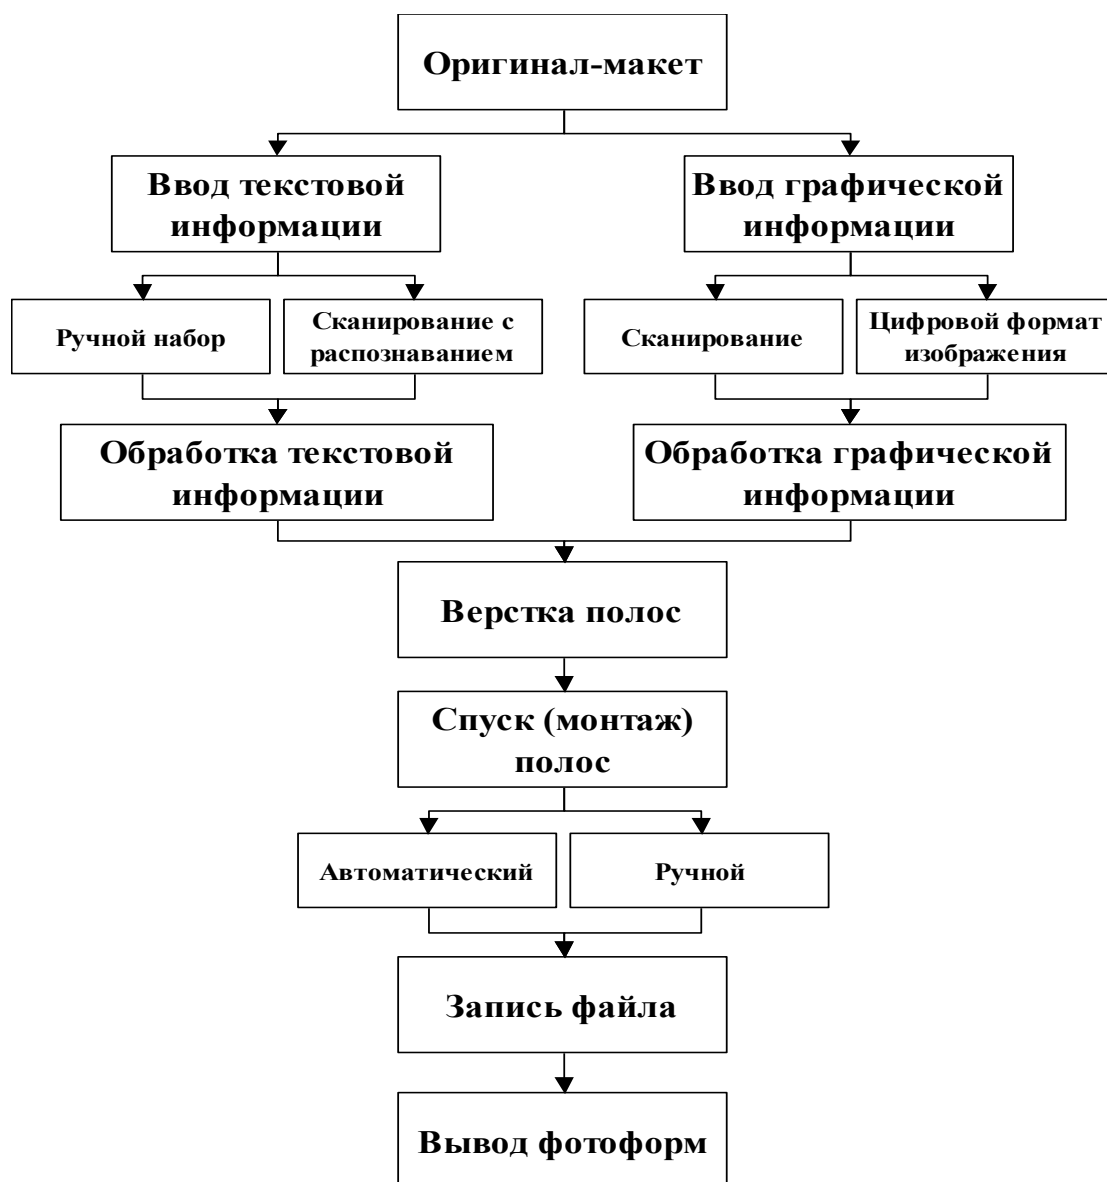 Оригинал-макет
Ввод текстовой
информации
Ввод графической
информации
Ручной набор
Сканирование с
распознаванием
Сканирование
Цифровой формат
изображения
Обработка текстовой
информации
Обработка графической
информации
Верстка полос
Спуск (монтаж)
полос
Автоматический
Ручной
Запись файла
Вывод фотоформ